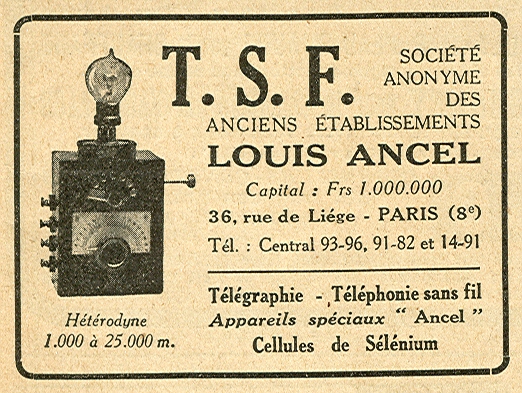 T. S. F.
SOCIÉTÉ
ANONYME
DES
ANCIENS ÉTABLISSEMENTS
LOUIS ANCEL
Capital : Frs 1.000.000
36, rue de Liége - PARIS (8e)
Tél. : Central 93-96, 91-82 et 14-91
Télégraphie - Téléphonie sans fil
Appareils spéciaux “ Ancel ”
Cellules de Sélénium
Hétérodyne
1.000 à 25.000 m.